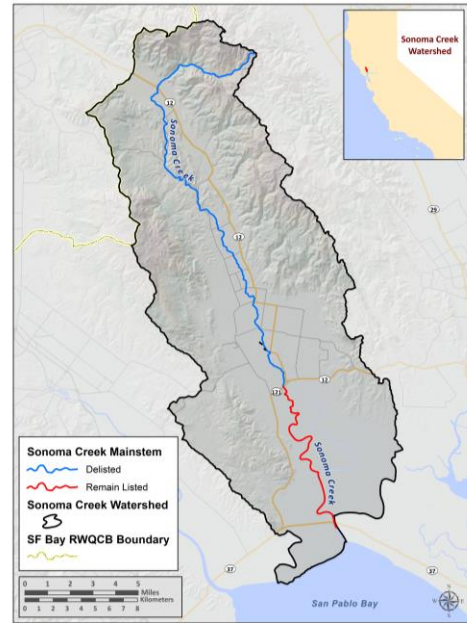 Sonoma Creek
Watershed
12
Sonoma Creek
29
12
12
121
Sonoma Creek
Sonoma Creek Mainstem
Delisted
Remain Listed
Sonoma Creek Watershed
SF Bay RWQCB Boundary
37
37
0 1 2 3 4 5
Miles
Kilometers
0 1 2 3 4 5 6 7 8
San Pablo Bay